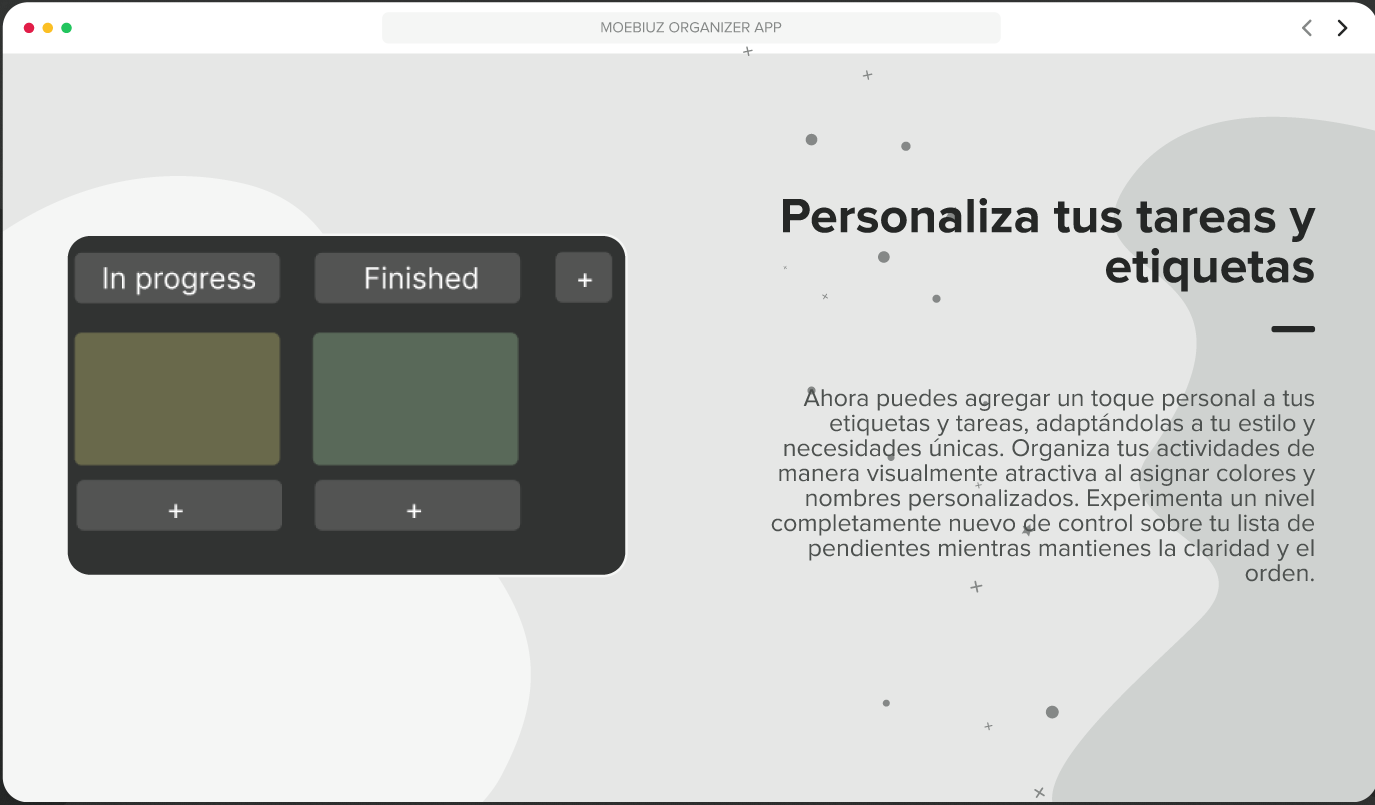 MOEBIUZ ORGANIZER APP
In progress
Finished
+
+
+
Personaliza tus tareas y
etiquetas
Ahora puedes agregar un toque personal a tus
etiquetas y tareas, adaptándolas a tu estilo y
necesidades únicas. Organiza tus actividades de
manera visualmente atractiva al asignar colores y
nombres personalizados. Experimenta un nivel
completamente nuevo de control sobre tu lista de
pendientes mientras mantienes la claridad y el
orden.